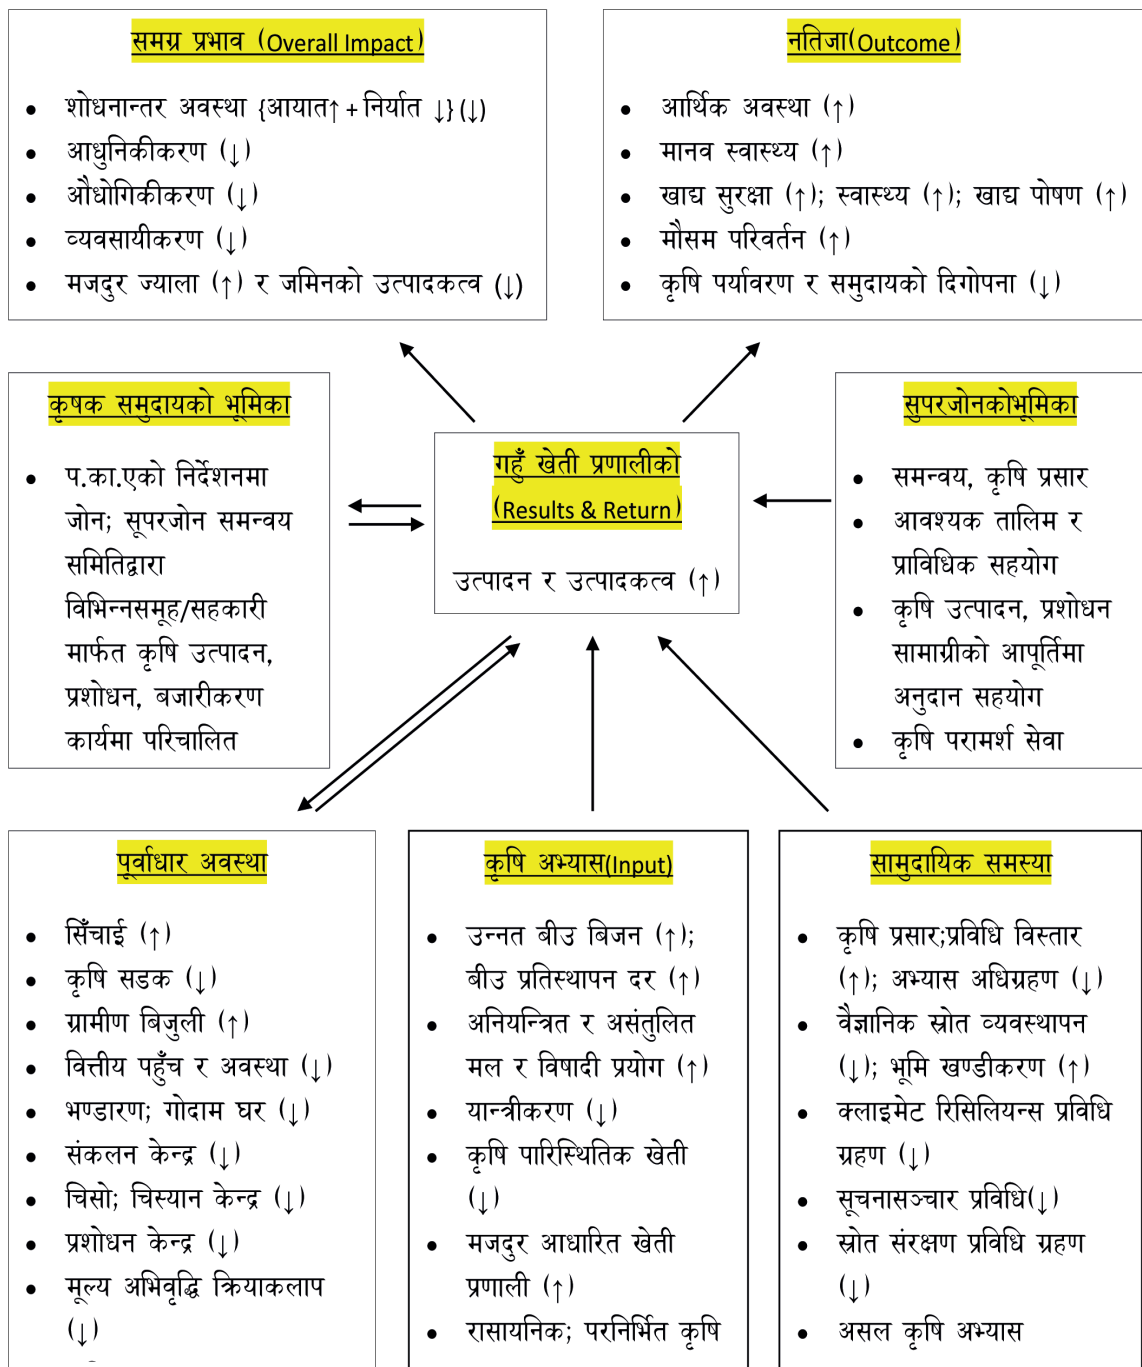 समग्र प्रभाव (Overall Impact)
• शोधनान्तर अवस्था {आयात↑ + निर्यात ↓} (↓)
• आधुनिकीकरण (↓)
• औधोगिकीकरण (↓)
• व्यवसायीकरण (↓)
• मजदुर ज्याला (↑) र जमिनको उत्पादकत्व (↓)
नतिजा(Outcome)
• आर्थिक अवस्था (↑)
• मानव स्वास्थ्य (↑)
• खाद्य सुरक्षा (↑); स्वास्थ्य (↑); खाद्य पोषण (↑)
• मौसम परिवर्तन (↑)
• कृषि पर्यावरण र समुदायको दिगोपना (↓)
कृषक समुदायको भूमिका
• प.का.एको निर्देशनमा
जोन; सूपरजोन समन्वय
समितिद्वारा
विभिन्नसमूह/सहकारी
मार्फत कृषि उत्पादन,
प्रशोधन, बजारीकरण
कार्यमा परिचालित
गहुँ खेती प्रणालीको
(Results & Return)
उत्पादन र उत्पादकत्व (↑)
सुपरजोनकोभूमिका
• समन्वय, कृषि प्रसार
• आवश्यक तालिम र
प्राविधिक सहयोग
• कृषि उत्पादन, प्रशोधन
सामाग्रीको आपूर्तिमा
अनुदान सहयोग
• कृषि परामर्श सेवा
पूर्वाधार अवस्था
• सिँचाई (↑)
• कृषि सडक (↓)
• ग्रामीण बिजुली (↑)
• वित्तीय पहुँच र अवस्था (↓)
• भण्डारण; गोदाम घर (↓)
• संकलन केन्द्र (↓)
• चिसो; चिस्यान केन्द्र (↓)
• प्रशोधन केन्द्र (↓)
• मूल्य अभिवृद्धि क्रियाकलाप
(↓)
कृषि अभ्यास(Input)
• उन्नत बीउ बिजन (↑);
बीउ प्रतिस्थापन दर (↑)
• अनियन्त्रित र असंतुलित
मल र विषादी प्रयोग (↑)
• यान्त्रीकरण (↓)
• कृषि पारिस्थितिक खेती
(↓)
• मजदुर आधारित खेती
प्रणाली (↑)
• रासायनिक; परनिर्भित कृषि
सामुदायिक समस्या
• कृषि प्रसार;प्रविधि विस्तार
(↑); अभ्यास अधिग्रहण (↓)
• वैज्ञानिक स्रोत व्यवस्थापन
(↓); भूमि खण्डीकरण (↑)
• क्लाइमेट रिसिलियन्स प्रविधि
ग्रहण (↓)
• सूचनासञ्चार प्रविधि(↓)
• स्रोत संरक्षण प्रविधि ग्रहण
(↓)
• असल कृषि अभ्यास